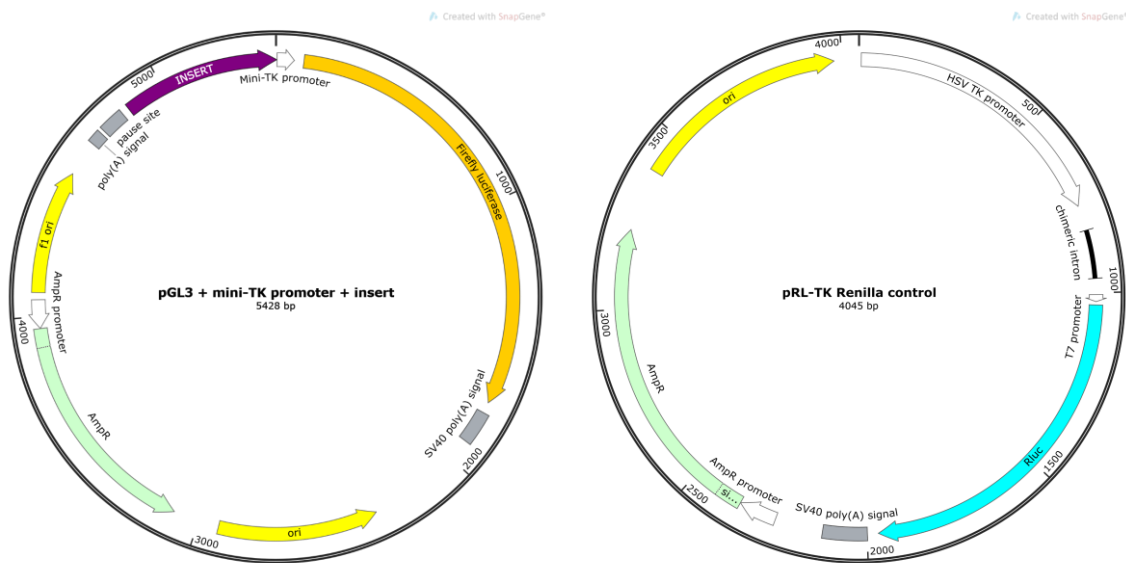 Created with SnapGene®
5000
INSERT
Mini-TK promoter
pause site
poly(A) signal
Firefly luciferase
1000
f1 ori
AmpR promoter
4000
pGL3 + mini-TK promoter + insert
5428 bp
AmpR
SV40 poly(A) signal
2000
ori
3000
Created with SnapGene
4000
HSV TK promoter
ori
500
3500
chimeric intron
1000
T7 promoter
pRL-TK Renilla control
4045 bp
3000
AmpR
Rluc
1500
AmpR promoter
si...
2500
SV40 poly(A) signal
2000